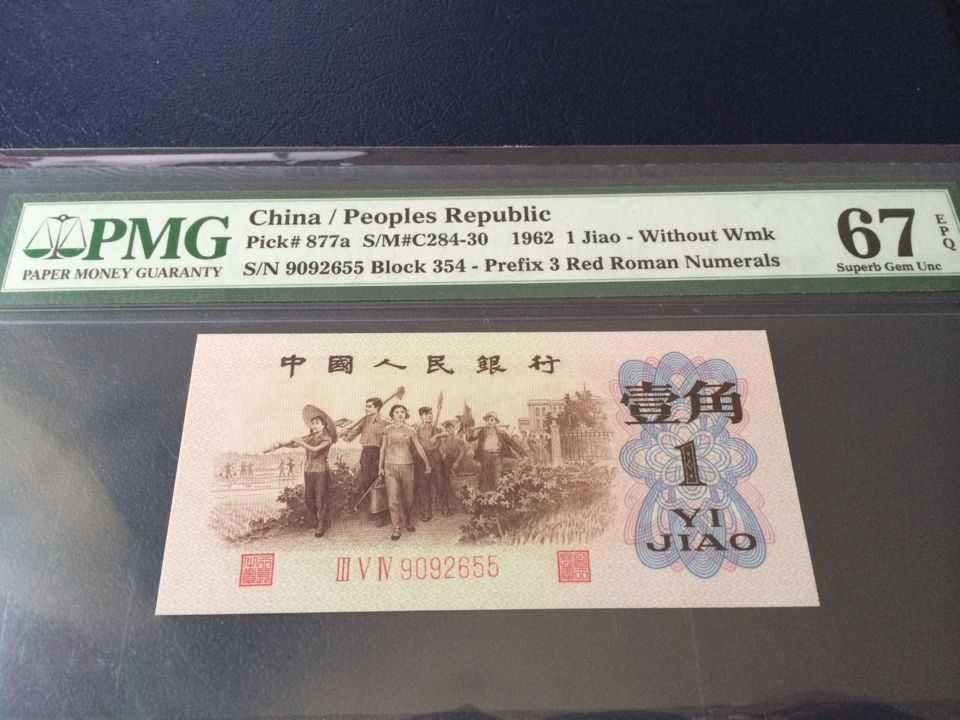 PMG
PAPER MONEY GUARANTY
China / Peoples Republic
Pick# 877a S/M#C284-30 1962 1 Jiao - Without Wmk
S/N 9092655 Block 354 - Prefix 3 Red Roman Numerals
67
EPQ
Superb Gem Unc
中國人民銀行
壹角
1
YI
JIAO
III V IV 9092655